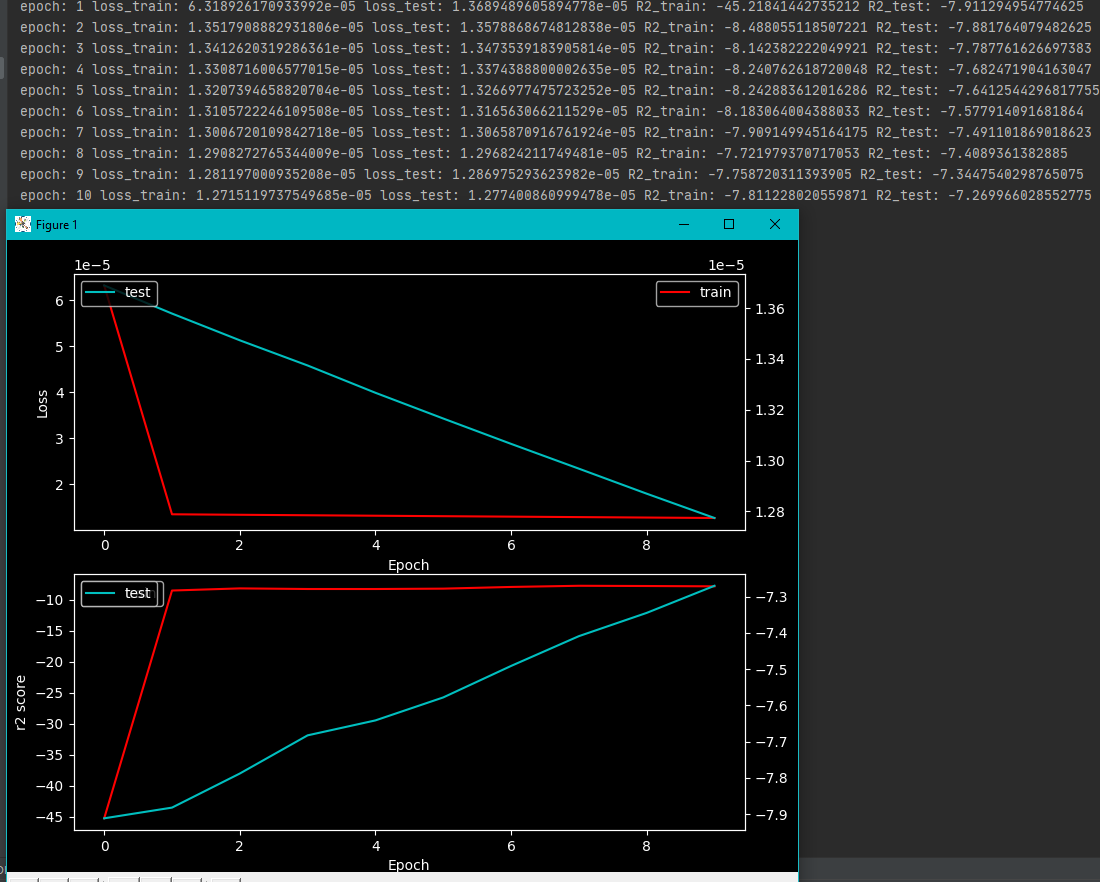 epoch: 1 loss_train: 6.318926170933992e-05 loss_test: 1.3689489605894778e-05 R2_train: -45.21841442735212 R2_test: -7.911294954774625
epoch: 2 loss_train: 1.3517908882931806e-05 loss_test: 1.3578868674812838e-05 R2_train: -8.488055118507221 R2_test: -7.881764079482625
epoch: 3 loss_train: 1.3412620319286361e-05 loss_test: 1.3473539183905814e-05 R2_train: -8.142382222049921 R2_test: -7.787761626697383
epoch: 4 loss_train: 1.3308716006577015e-05 loss_test: 1.3374388800002635e-05 R2_train: -8.240762618720048 R2_test: -7.682471904163047
epoch: 5 loss_train: 1.3207394658820704e-05 loss_test: 1.3266977475723252e-05 R2_train: -8.242883612016286 R2_test: -7.6412544296817755
epoch: 6 loss_train: 1.3105722246109508e-05 loss_test: 1.316563066211529e-05 R2_train: -8.183064004388033 R2_test: -7.577914091681864
epoch: 7 loss_train: 1.3006720109842718e-05 loss_test: 1.3065870916761924e-05 R2_train: -7.909149945164175 R2_test: -7.491101869018623
epoch: 8 loss_train: 1.2908272765344009e-05 loss_test: 1.296824211749481e-05 R2_train: -7.721979370717053 R2_test: -7.4089361382885
epoch: 9 loss_train: 1.281197000935208e-05 loss_test: 1.286975293623982e-05 R2_train: -7.758720311393905 R2_test: -7.3447540298765075
epoch: 10 loss_train: 1.2715119737549685e-05 loss_test: 1.277400860999478e-05 R2_train: -7.811228020559871 R2_test: -7.269966028552775
Figure 1
1e−5 1e−5
test train
6
5
4
3
2
Loss
1.36
1.34
1.32
1.30
1.28
0 2 4 6 8
Epoch
test
−10
−15
−20
−25
−30
−35
−40
−45
r2 score
−7.3
−7.4
−7.5
−7.6
−7.7
−7.8
−7.9
0 2 4 6 8
Epoch